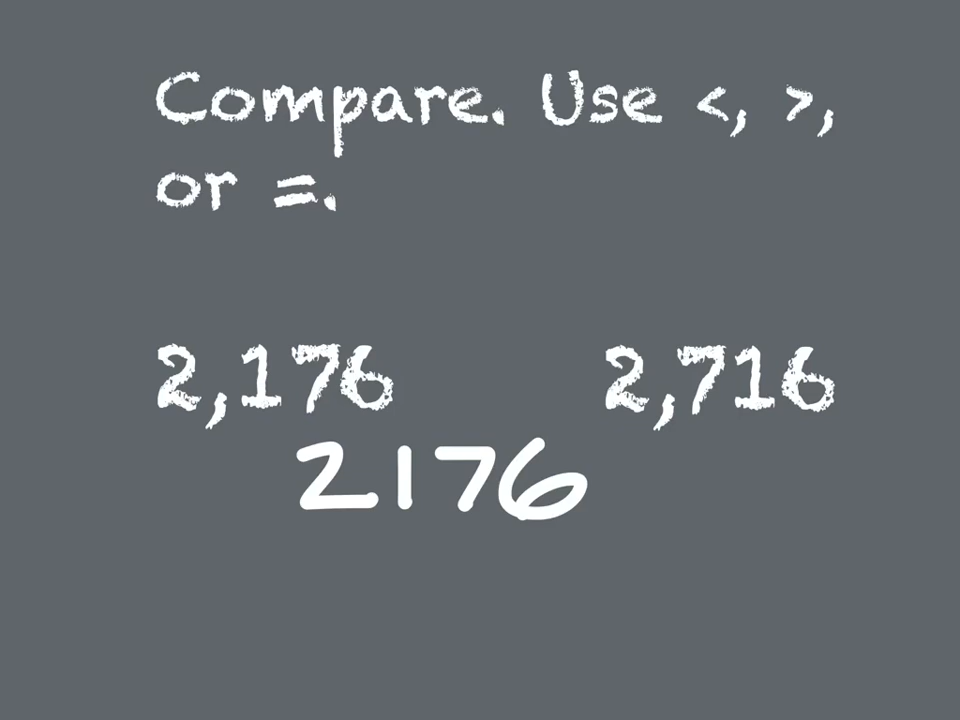 Compare. Use <, >,
or =.
2,176 2,716
2176